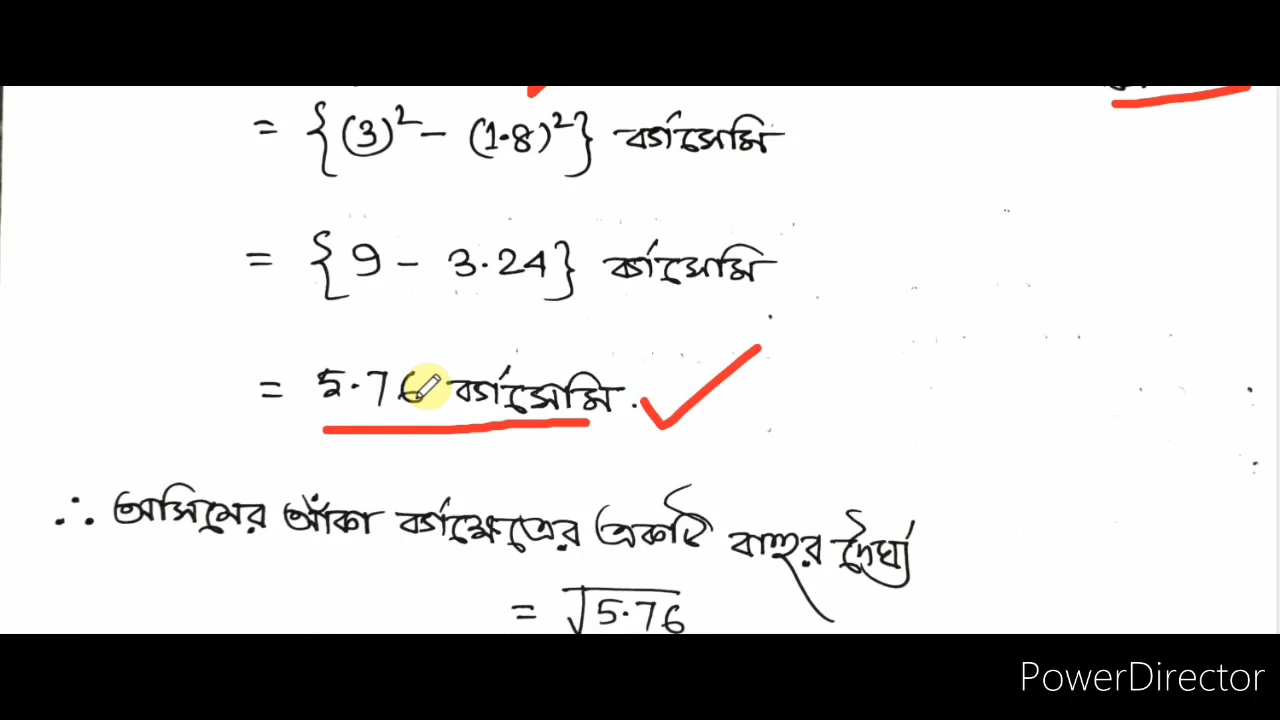 = {(3)² - (1.8)²} বর্গসেমি
= {9 - 3.24} বর্গসেমি
= 5.76 বর্গসেমি.
∴ অসিমের আঁকা বর্গক্ষেত্রের একটি বাহুর দৈর্ঘ্য
= √5.76
PowerDirector